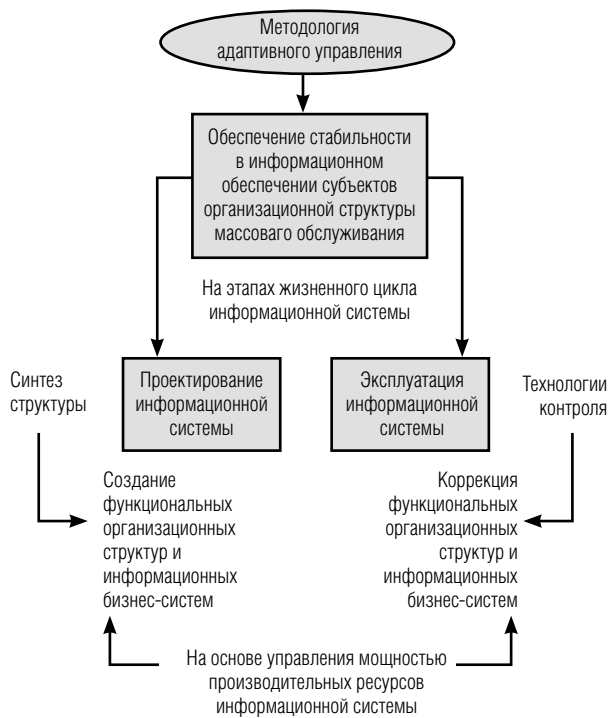 Методология
адаптивного управления
Обеспечение стабильности
в информационном
обеспечении субъектов
организационной структуры
массоваго обслуживания
На этапах жизненного цикла
информационной системы
Синтез
структуры
Проектирование
информационной
системы
Эксплуатация
информационной
системы
Технологии
контроля
Создание
функциональных
организационных
структур и
информационных
бизнес-систем
Коррекция
функциональных
организационных
структур и
информационных
бизнес-систем
На основе управления мощностью
производительных ресурсов
информационной системы